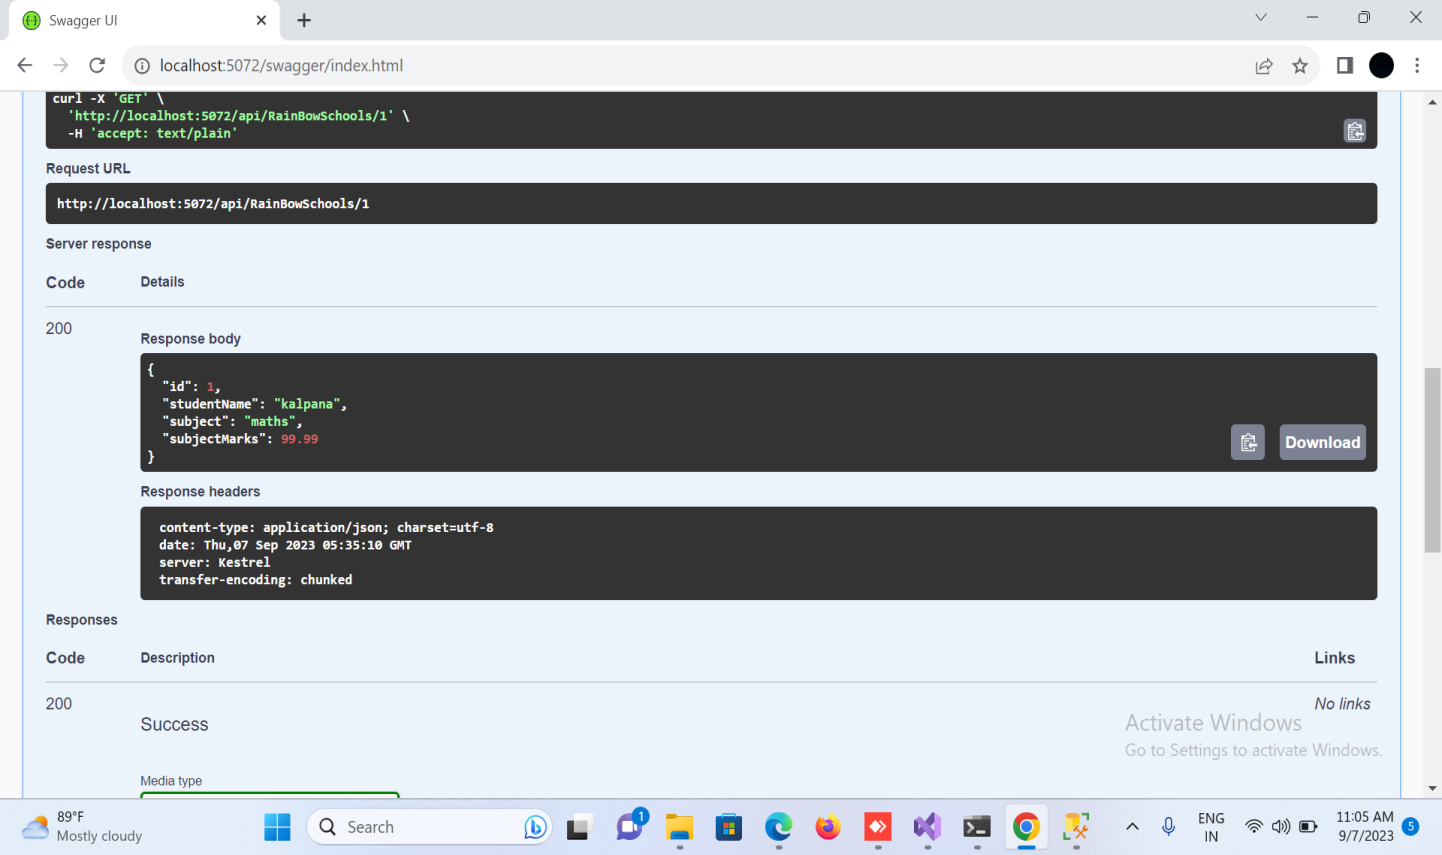 Swagger UI
localhost:5072/swagger/index.html
curl -X 'GET' \
'http://localhost:5072/api/RainBowSchools/1' \
-H 'accept: text/plain'
Request URL
http://localhost:5072/api/RainBowSchools/1
Server response
Code Details
200
Response body
{
"id": 1,
"studentName": "kalpana",
"subject": "maths",
"subjectMarks": 99.99
}
Download
Response headers
content-type: application/json; charset=utf-8
date: Thu,07 Sep 2023 05:35:10 GMT
server: Kestrel
transfer-encoding: chunked
Responses
Code Description Links
200 No links
Success
Activate Windows
Go to Settings to activate Windows.
Media type
89°F
Mostly cloudy
Search
1
ENG
IN
11:05 AM
9/7/2023
5